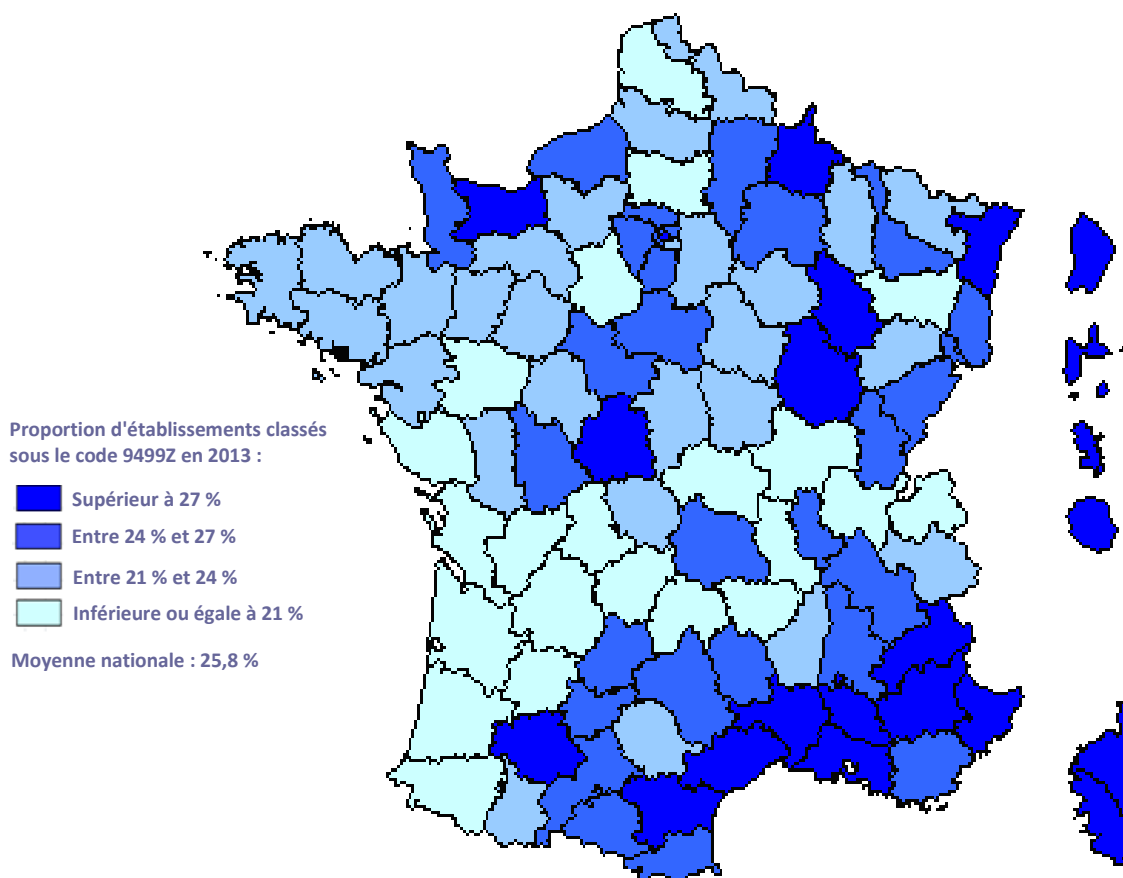 Proportion d'établissements classés
sous le code 9499Z en 2013 :
Supérieur à 27 %
Entre 24 % et 27 %
Entre 21 % et 24 %
Inférieure ou égale à 21 %
Moyenne nationale : 25,8 %